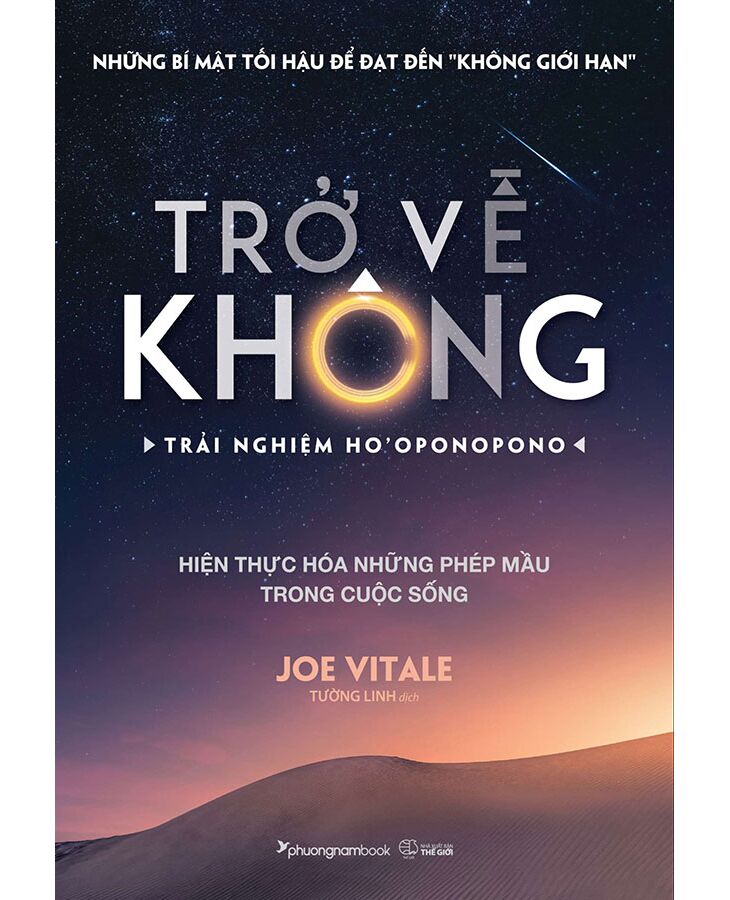 NHỮNG BÍ MẬT TỐI HẬU ĐỂ ĐẠT ĐẾN "KHÔNG GIỚI HẠN"
TRỞ VỀ
KHÔNG
TRẢI NGHIỆM HO'OPONOPONO
HIỆN THỰC HÓA NHỮNG PHÉP MẦU
TRONG CUỘC SỐNG
JOE VITALE
TƯỜNG LINH dịch
phuongnambook
NHÀ XUẤT BẢN
THẾ GIỚI